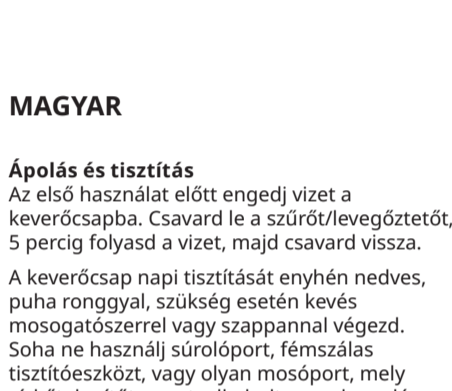 MAGYAR
Ápolás és tisztítás
Az első használat előtt engedj vizet a
keverőcsapba. Csavard le a szűrőt/levegőztetőt,
5 percig folyasd a vizet, majd csavard vissza.
A keverőcsap napi tisztítását enyhén nedves,
puha ronggyal, szükség esetén kevés
mosogatószerrel vagy szappannal végezd.
Soha ne használj súrolóport, fémszálas
tisztítóeszközt, vagy olyan mosóport, mely